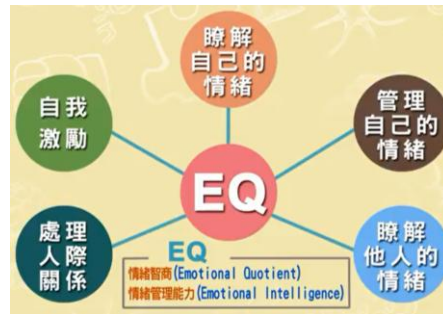 瞭解
自己的
情緒
自我
激勵
管理
自己的
情緒
EQ
處理
人際
關係
瞭解
他人的
情緒
EQ
情緒智商(Emotional Quotient)
情緒管理能力(Emotional Intelligence)